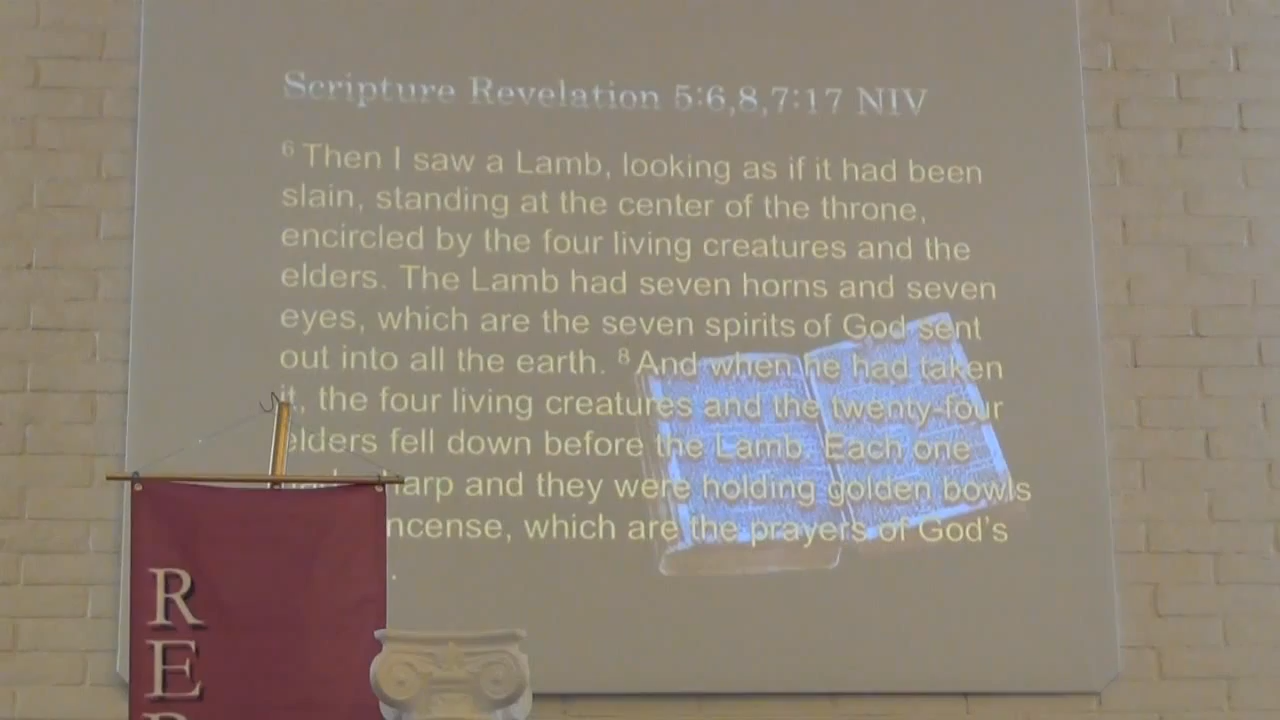 Scripture Revelation 5:6,8,7:17 NIV
6 Then I saw a Lamb, looking as if it had been
slain, standing at the center of the throne,
encircled by the four living creatures and the
elders. The Lamb had seven horns and seven
eyes, which are the seven spirits of God sent
out into all the earth. 8 And when he had taken
it, the four living creatures and the twenty-four
elders fell down before the Lamb. Each one
harp and they were holding golden bowls
incense, which are the prayers of God's
R
E